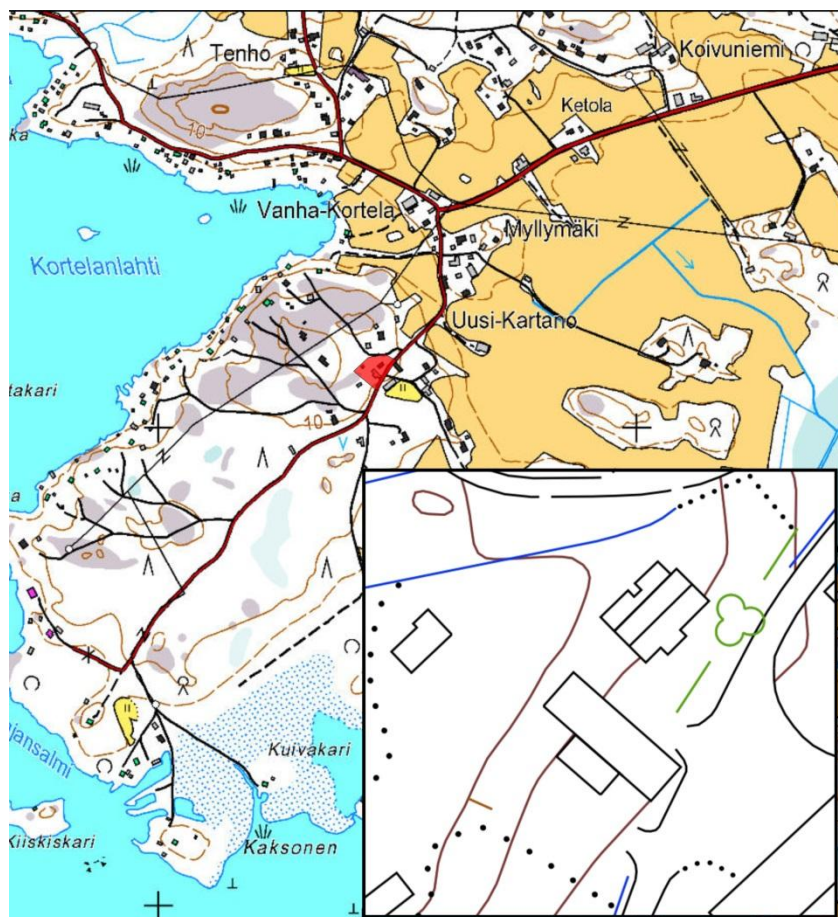 Tenho
Koivuniemi
Ketola
10
Vanha-Kortela
Myllymäki
Kortelanlahti
Uusi-Kartano
takari
10
Kuivakari
Kiiskiskari
Kaksonen